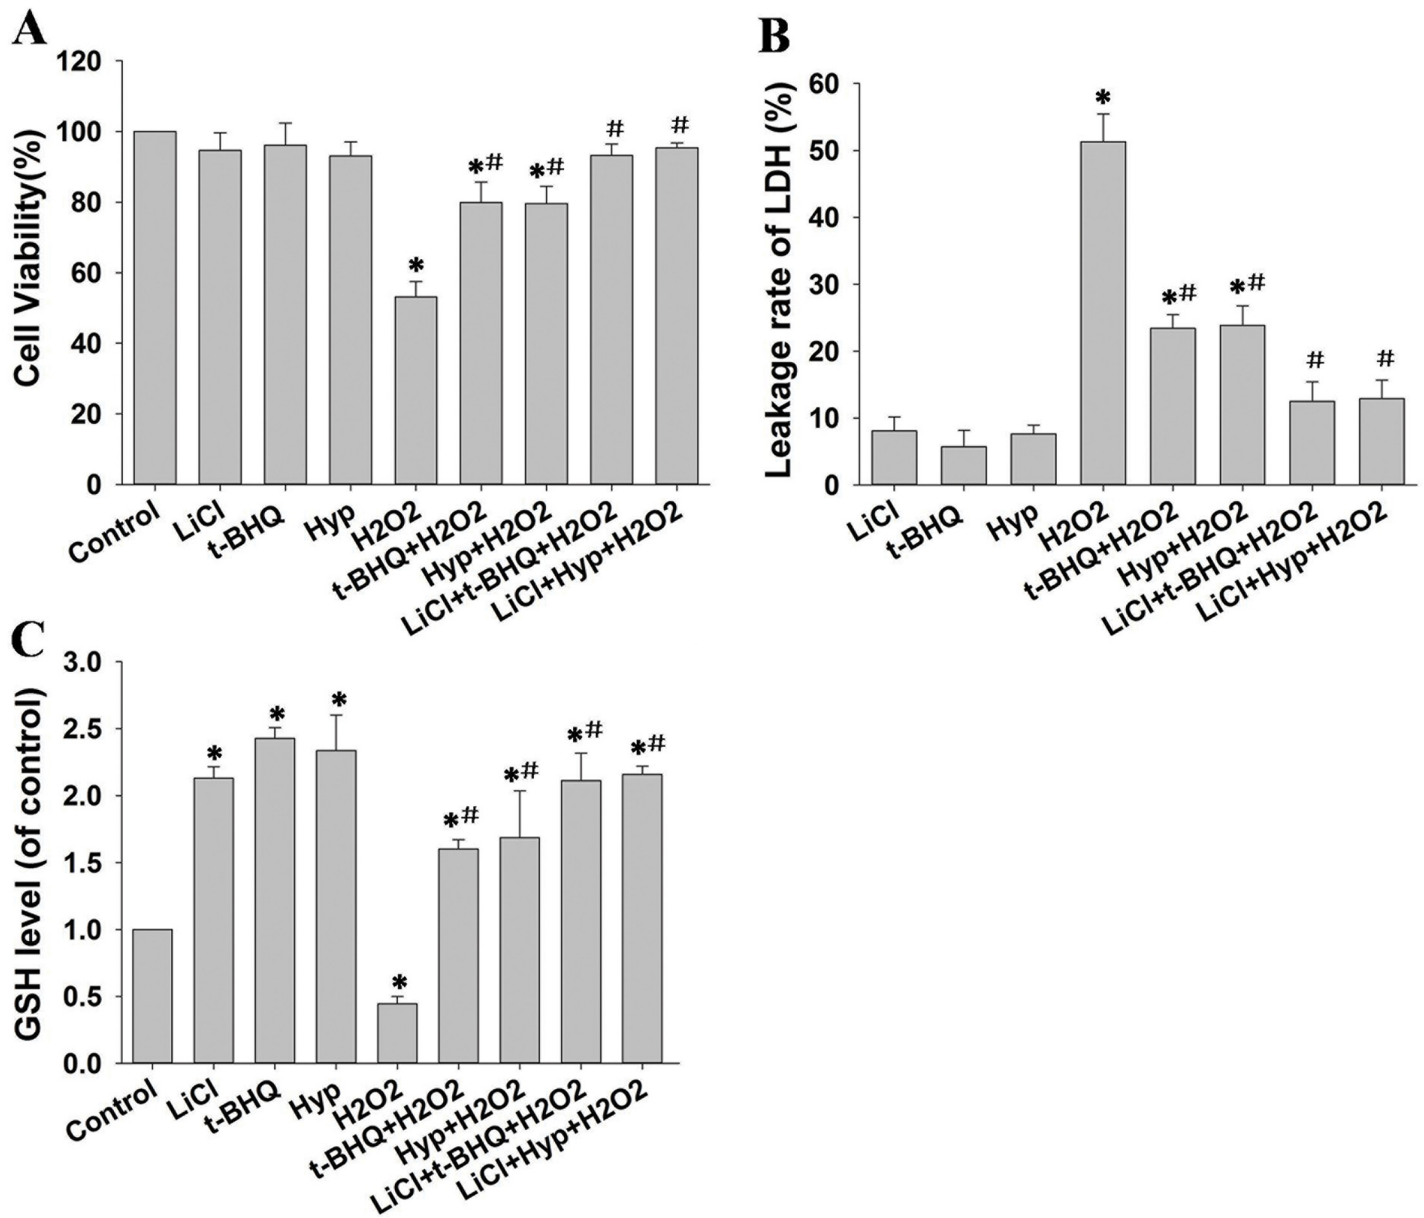 A
Cell Viability(%)
120
100
80
60
40
20
0
*
*#
*#
#
#
Control
LiCl
t-BHQ
Hyp
H2O2
t-BHQ+H2O2
Hyp+H2O2
LiCl+t-BHQ+H2O2
LiCl+Hyp+H2O2
B
Leakage rate of LDH (%)
60
50
40
30
20
10
0
*
*#
*#
#
#
LiCl
t-BHQ
Hyp
H2O2
t-BHQ+H2O2
Hyp+H2O2
LiCl+t-BHQ+H2O2
LiCl+Hyp+H2O2
C
GSH level (of control)
3.0
2.5
2.0
1.5
1.0
0.5
0.0
*
*
*
*
*#
*#
*#
*#
Control
LiCl
t-BHQ
Hyp
H2O2
t-BHQ+H2O2
Hyp+H2O2
LiCl+t-BHQ+H2O2
LiCl+Hyp+H2O2